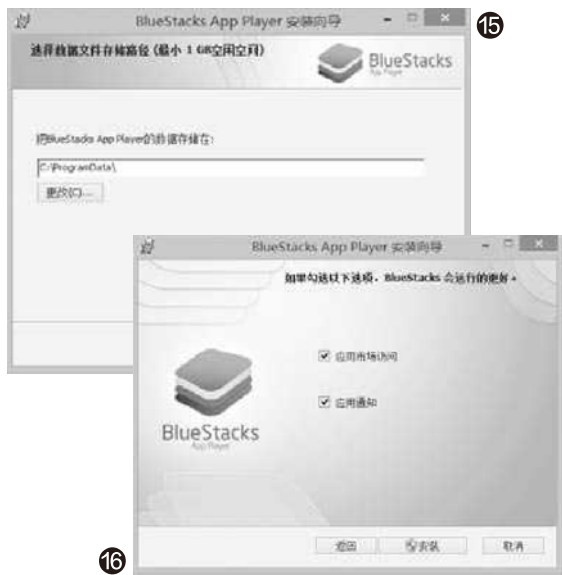 BlueStacks App Player 安装向导
⑮
选择数据文件存储路径(最小 1 GB空闲空间)
BlueStacks
App Player
把BlueStacks App Player的数据存储在:
C:\ProgramData\
更改(C)...
BlueStacks App Player 安装向导
如果勾选以下选项，BlueStacks 会运行的更好。
应用市场访问
应用通知
BlueStacks
App Player
返回
安装
取消
⑯